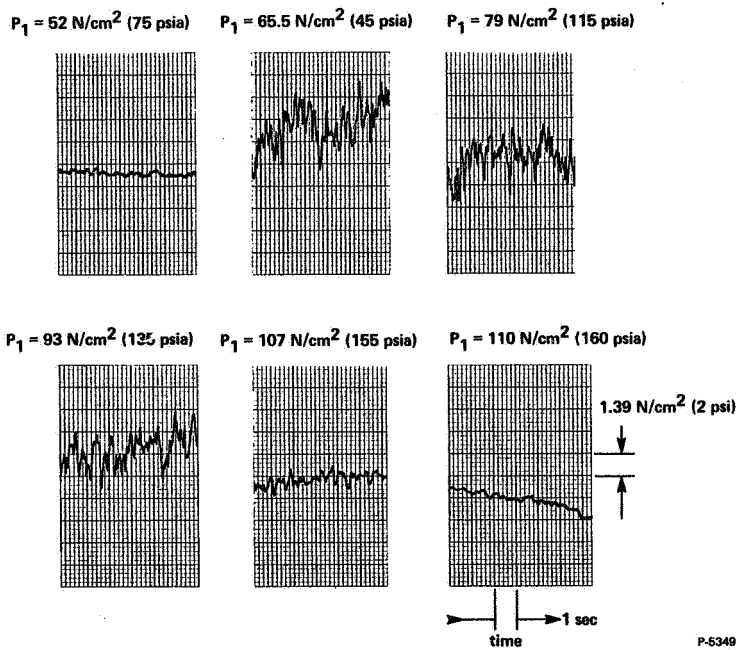 P1 = 52 N/cm2 (75 psia)
P1 = 65.5 N/cm2 (45 psia)
P1 = 79 N/cm2 (115 psia)
P1 = 93 N/cm2 (135 psia)
P1 = 107 N/cm2 (155 psia)
P1 = 110 N/cm2 (160 psia)
1.39 N/cm2 (2 psi)
1 sec
time
P-5349